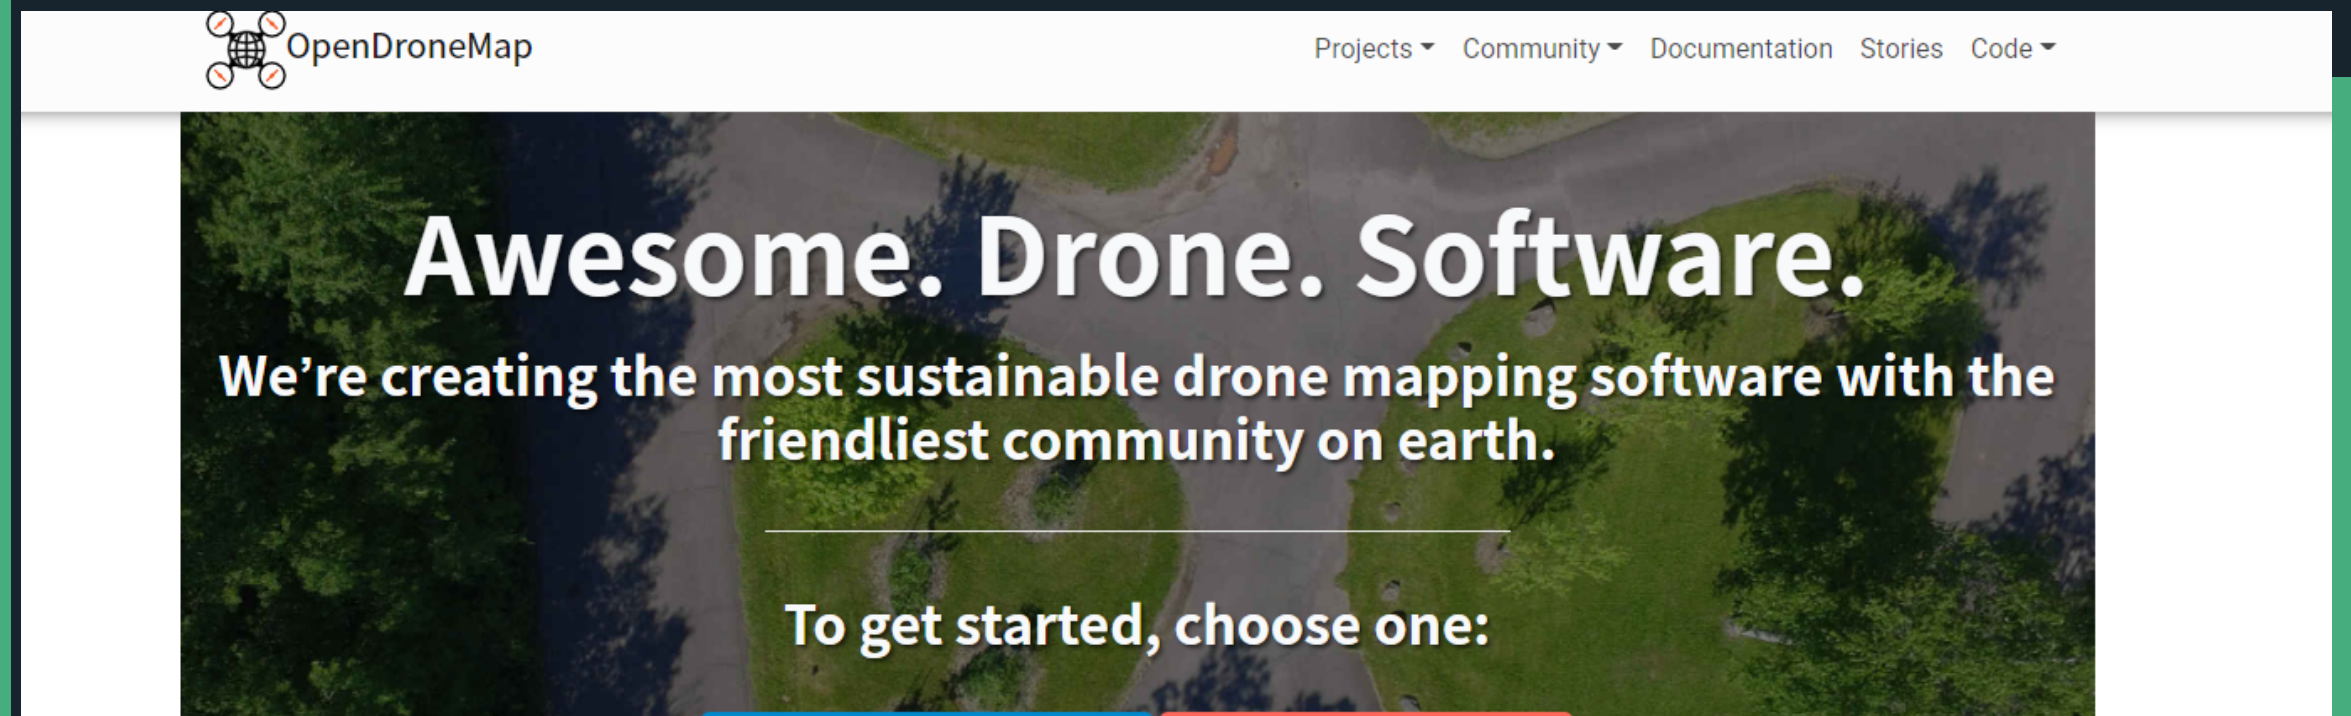 OpenDroneMap
Projects Community Documentation Stories Code
Awesome. Drone. Software.
We’re creating the most sustainable drone mapping software with the
friendliest community on earth.
To get started, choose one: